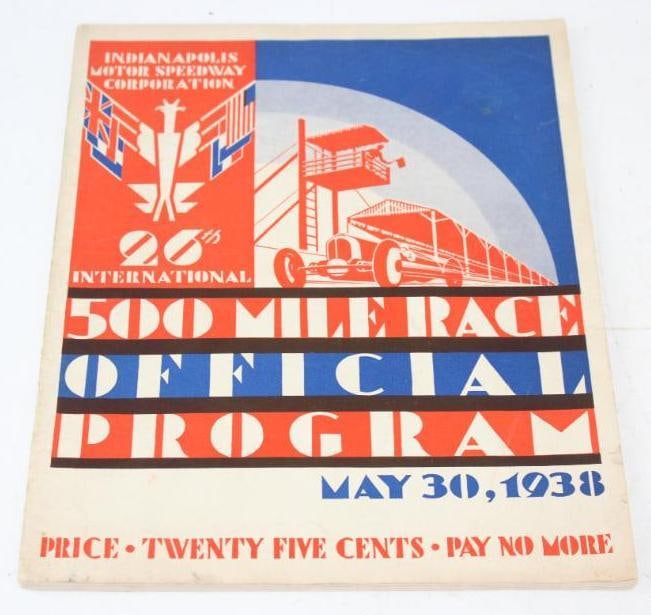 INDIANAPOLIS
MOTOR SPEEDWAY
CORPORATION
26th
INTERNATIONAL
500 MILE RACE
OFFICIAL
PROGRAM
MAY 30, 1938
PRICE • TWENTY FIVE CENTS • PAY NO MORE